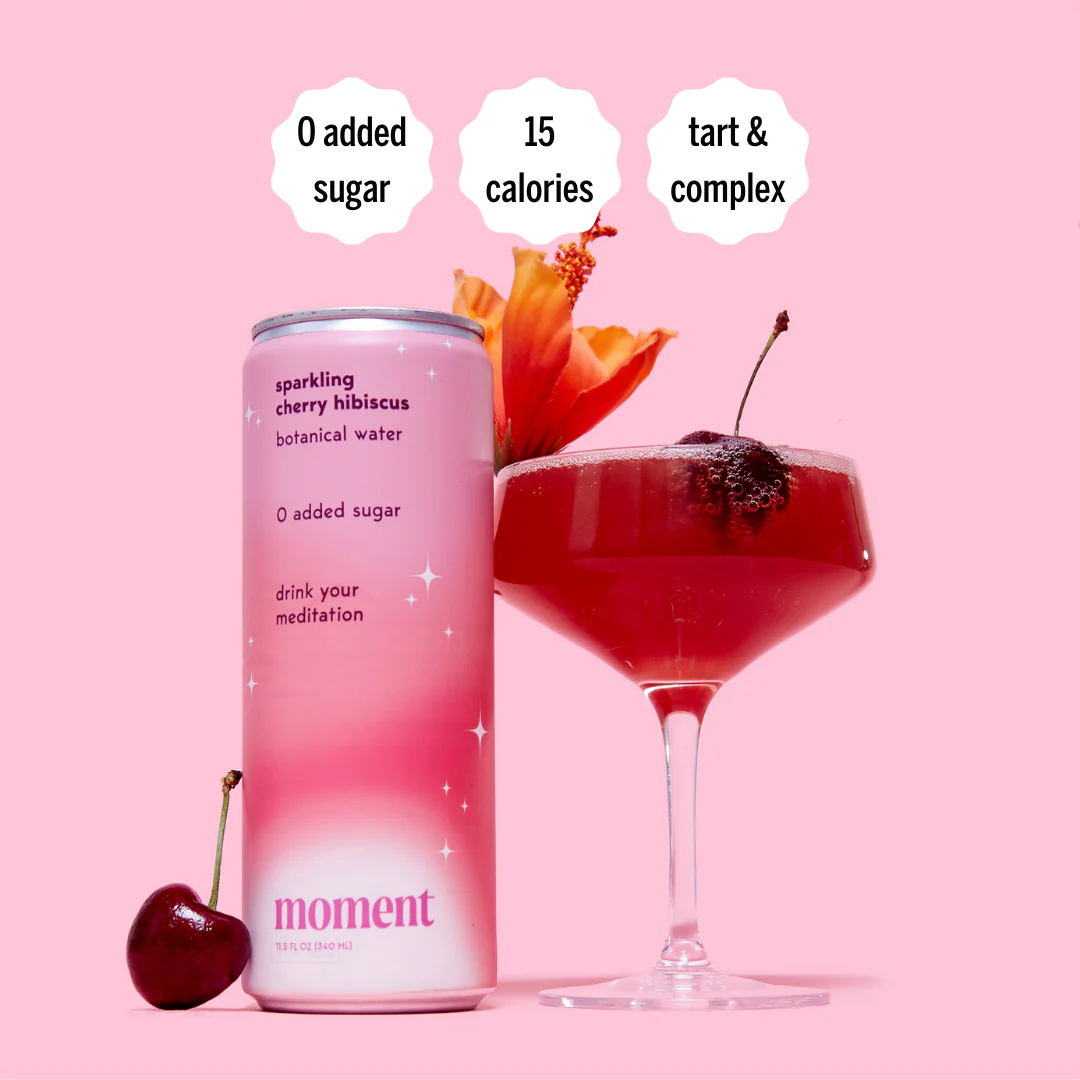 0 added
sugar
15
calories
tart &
complex
sparkling
cherry hibiscus
botanical water
0 added sugar
drink your
meditation
moment
11.5 FL OZ (340 ML)